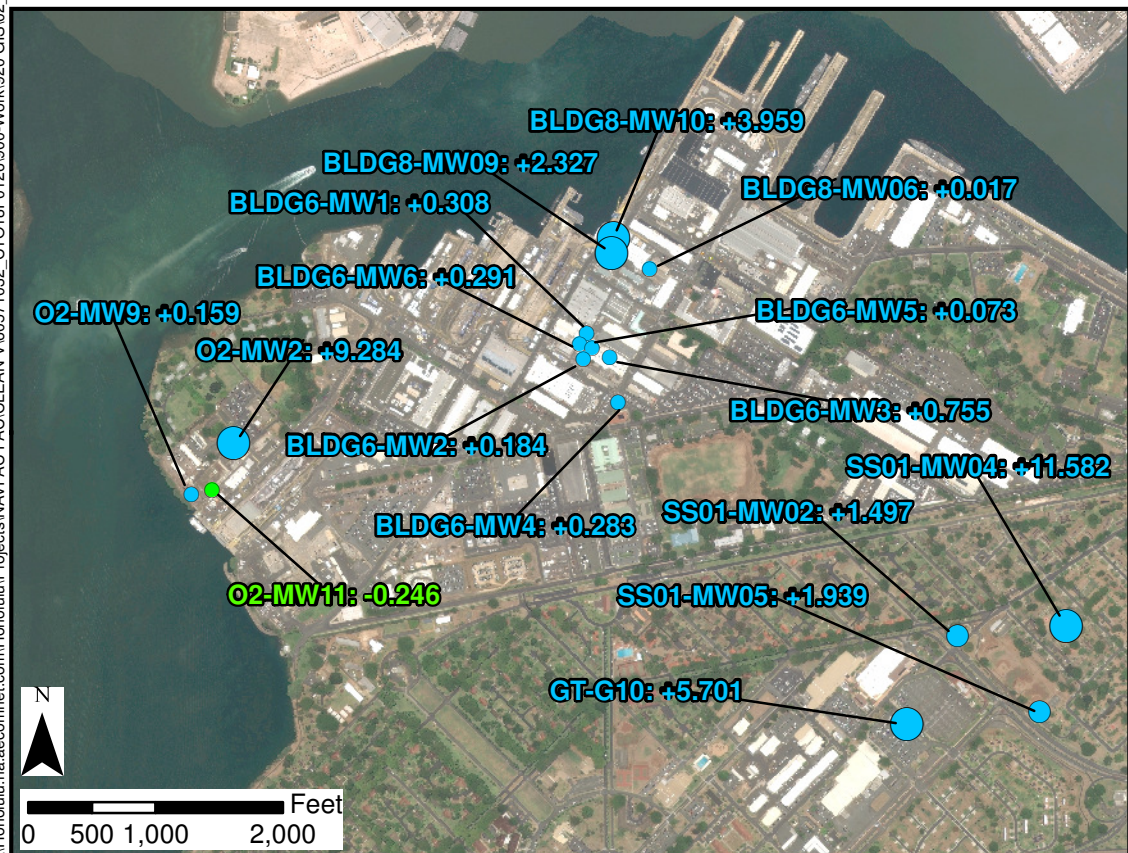 BLDG8-MW10: +3.959
BLDG8-MW09: +2.327
BLDG8-MW06: +0.017
BLDG6-MW1: +0.308
BLDG6-MW6: +0.291
O2-MW9: +0.159
BLDG6-MW5: +0.073
O2-MW2: +9.284
BLDG6-MW3: +0.755
BLDG6-MW2: +0.184
SS01-MW04: +11.582
SS01-MW02: +1.497
BLDG6-MW4: +0.283
O2-MW11: -0.246
SS01-MW05: +1.939
GT-G10: +5.701
N
Feet
0 500 1,000 2,000